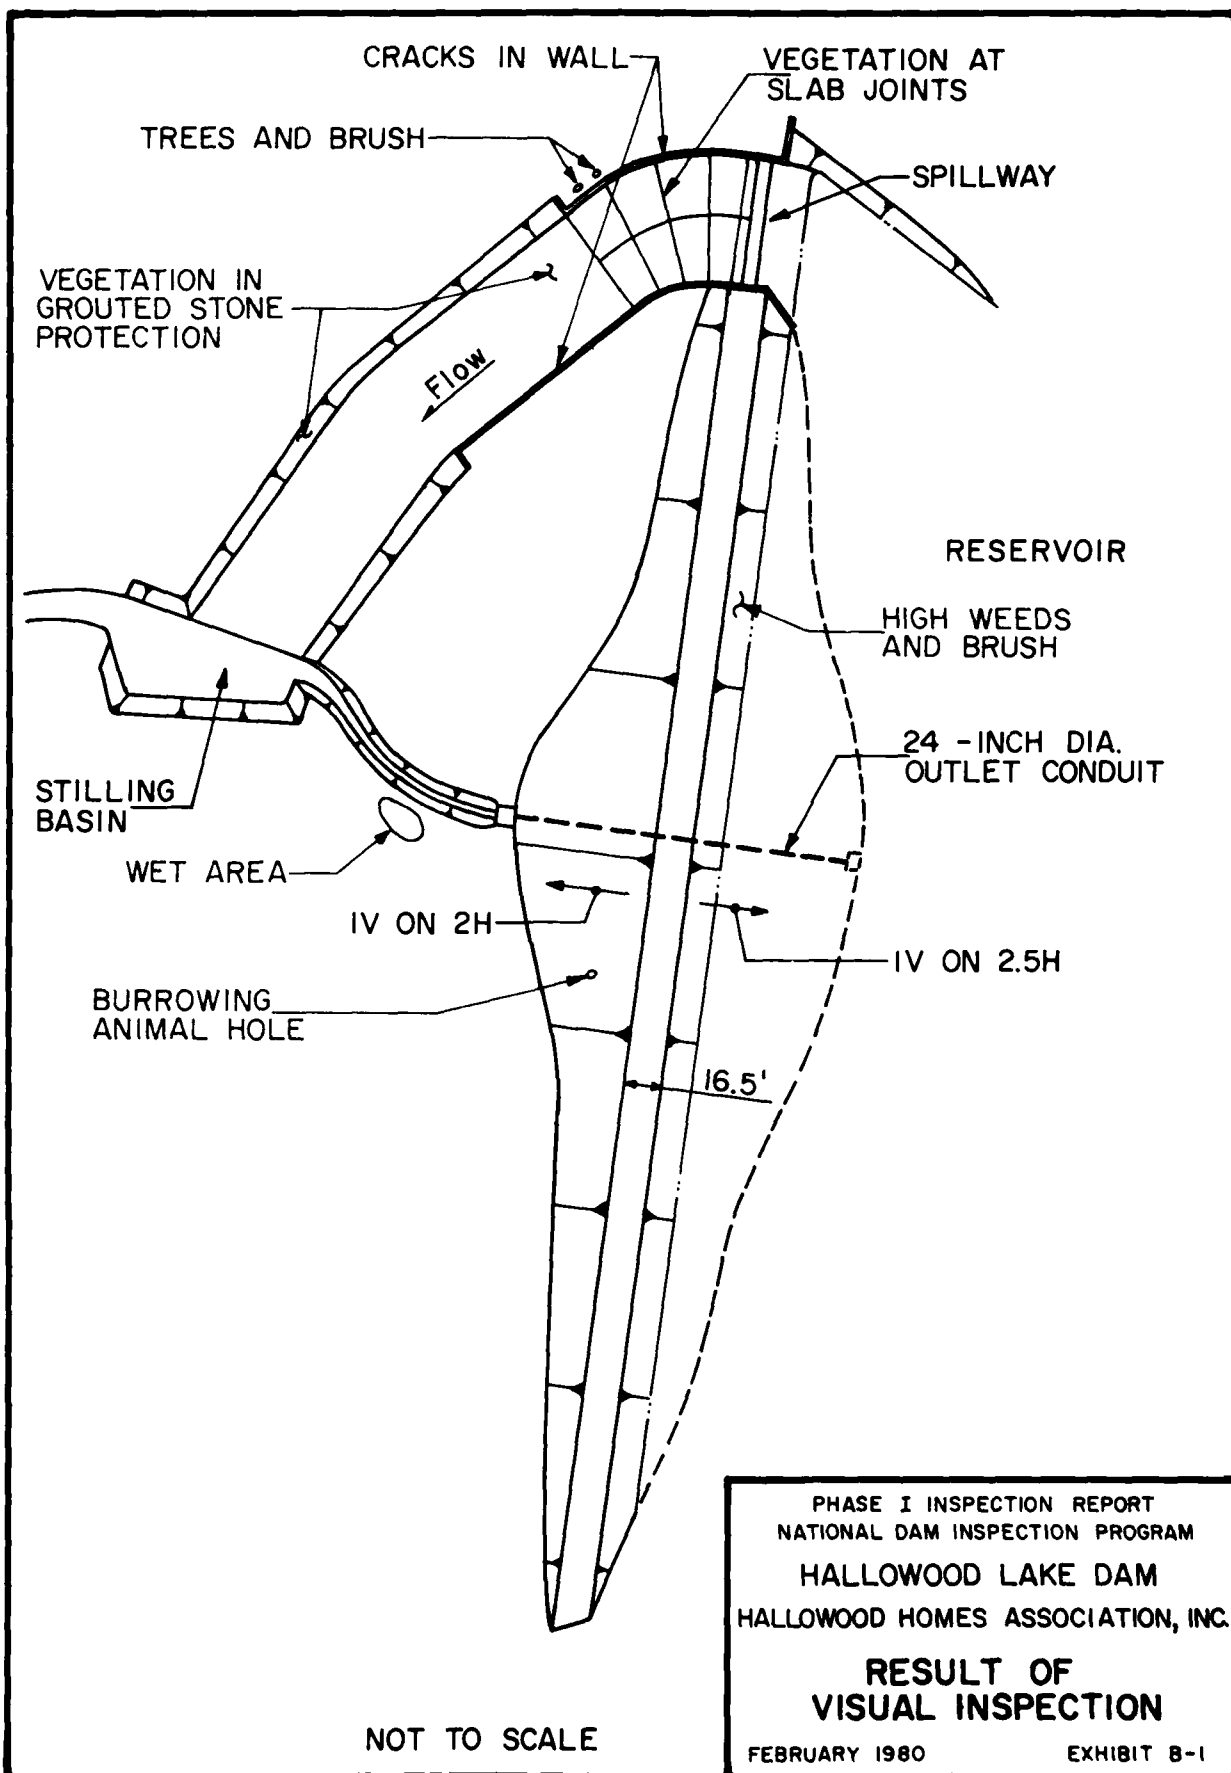 CRACKS IN WALL
VEGETATION AT
SLAB JOINTS
TREES AND BRUSH
SPILLWAY
VEGETATION IN
GROUTED STONE
PROTECTION
Flow
RESERVOIR
HIGH WEEDS
AND BRUSH
24 -INCH DIA.
OUTLET CONDUIT
STILLING
BASIN
WET AREA
1V ON 2H
1V ON 2.5H
BURROWING
ANIMAL HOLE
16.5'
PHASE I INSPECTION REPORT
NATIONAL DAM INSPECTION PROGRAM
HALLOWOOD LAKE DAM
HALLOWOOD HOMES ASSOCIATION, INC.
RESULT OF
VISUAL INSPECTION
NOT TO SCALE
FEBRUARY 1980
EXHIBIT B-1